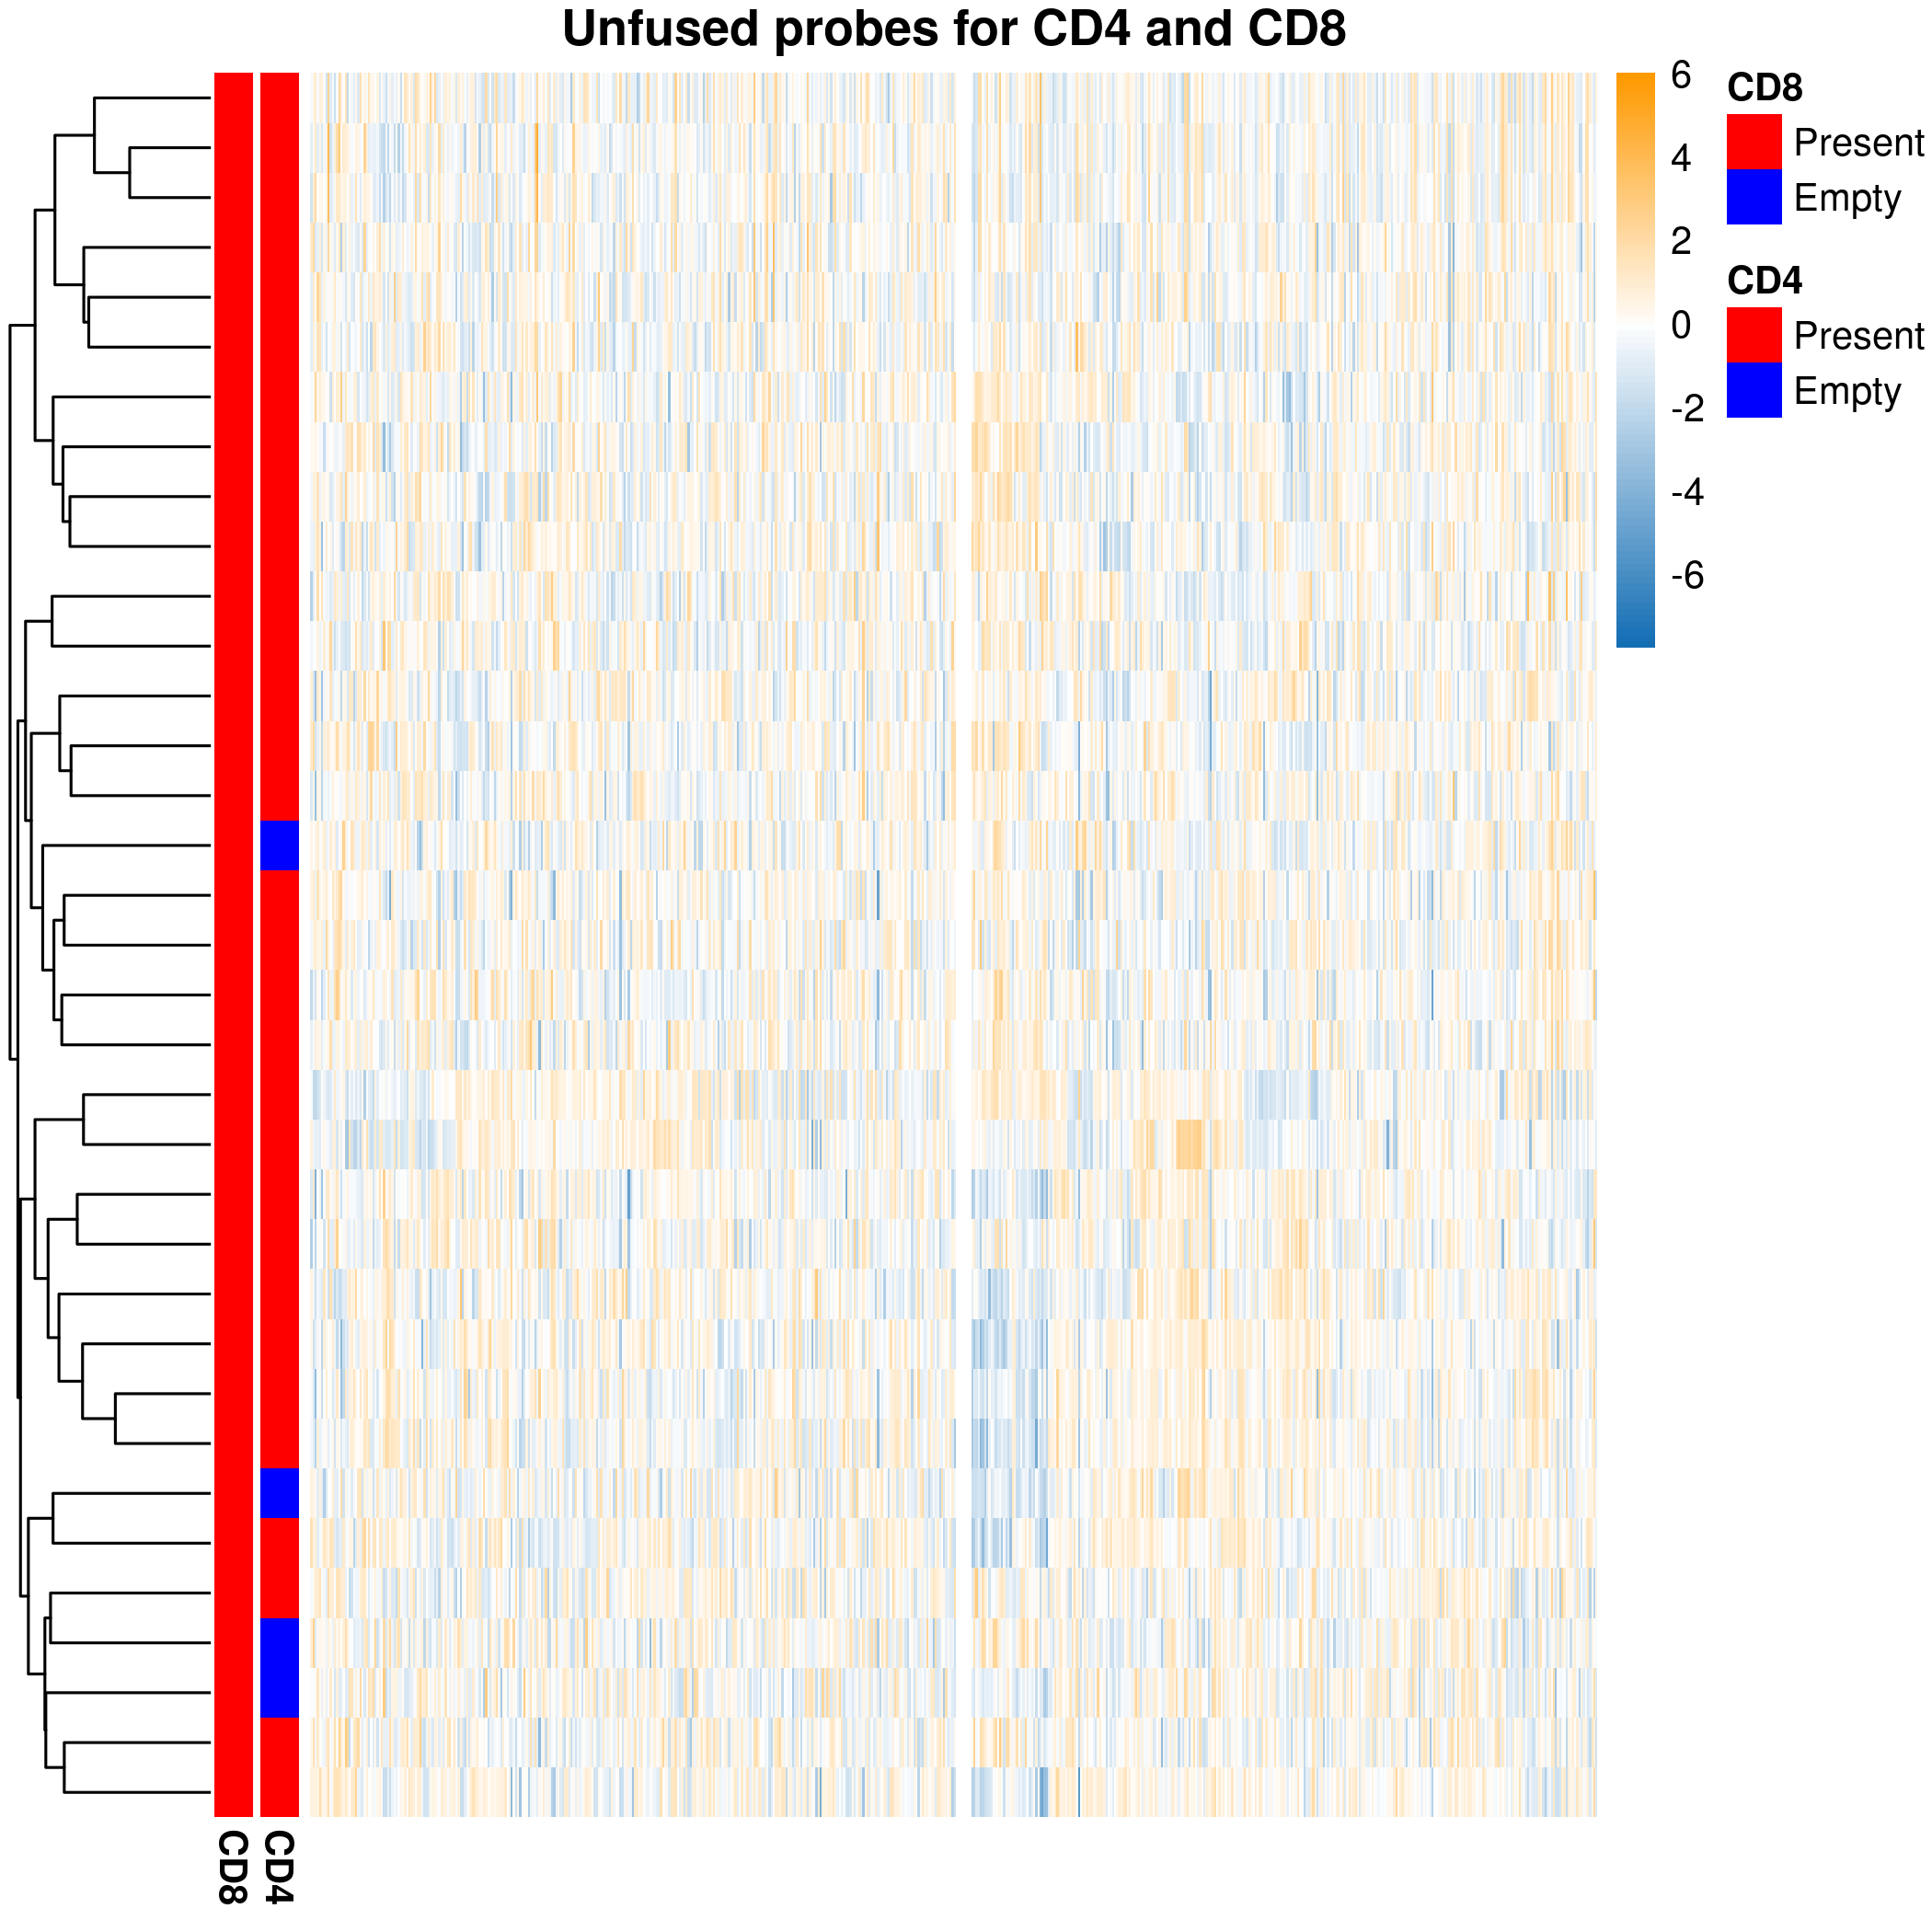 Unfused probes for CD4 and CD8
6
4
2
0
-2
-4
-6
CD8
Present
Empty
CD4
Present
Empty
CD8
CD4